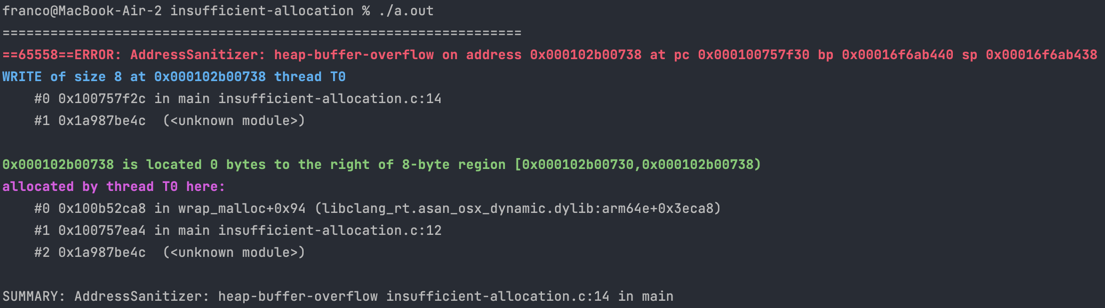 franco@MacBook-Air-2 insufficient-allocation % ./a.out
=================================================================
==65558==ERROR: AddressSanitizer: heap-buffer-overflow on address 0x000102b00738 at pc 0x000100757f30 bp 0x00016f6ab440 sp 0x00016f6ab438
WRITE of size 8 at 0x000102b00738 thread T0
    #0 0x100757f2c in main insufficient-allocation.c:14
    #1 0x1a987be4c  (<unknown module>)

0x000102b00738 is located 0 bytes to the right of 8-byte region [0x000102b00730,0x000102b00738)
allocated by thread T0 here:
    #0 0x100b52ca8 in wrap_malloc+0x94 (libclang_rt.asan_osx_dynamic.dylib:arm64e+0x3eca8)
    #1 0x100757ea4 in main insufficient-allocation.c:12
    #2 0x1a987be4c  (<unknown module>)

SUMMARY: AddressSanitizer: heap-buffer-overflow insufficient-allocation.c:14 in main